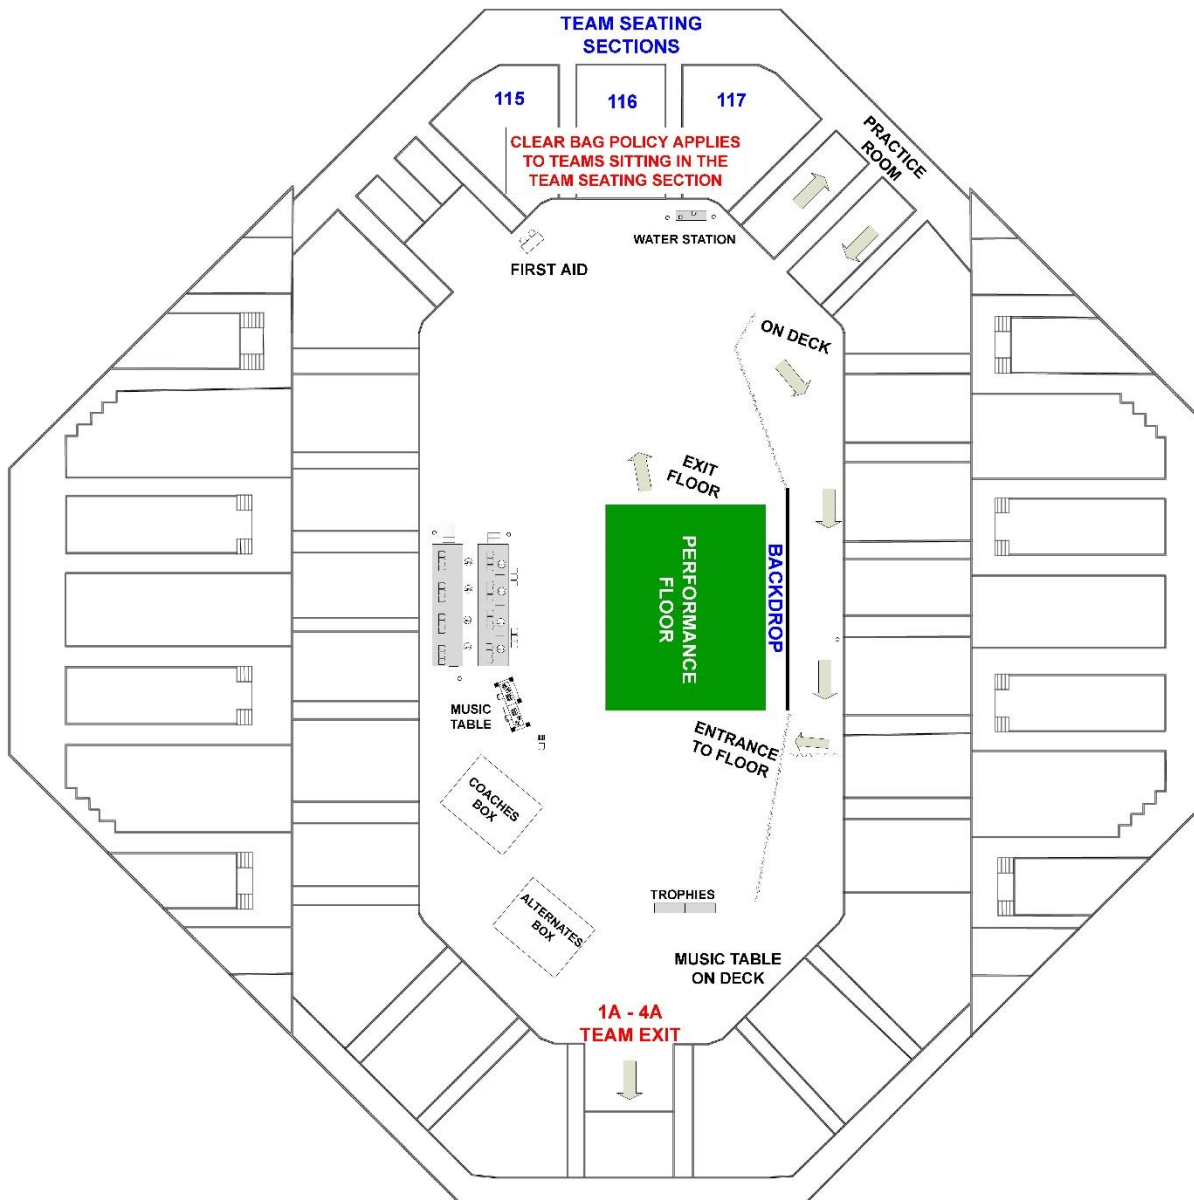 TEAM SEATING
SECTIONS
115
116
117
CLEAR BAG POLICY APPLIES
TO TEAMS SITTING IN THE
TEAM SEATING SECTION
PRACTICE
ROOM
WATER STATION
FIRST AID
ON DECK
EXIT
FLOOR
PERFORMANCE
FLOOR
BACKDROP
MUSIC
TABLE
ENTRANCE
TO FLOOR
COACHES
BOX
ALTERNATES
BOX
TROPHIES
MUSIC TABLE
ON DECK
1A - 4A
TEAM EXIT